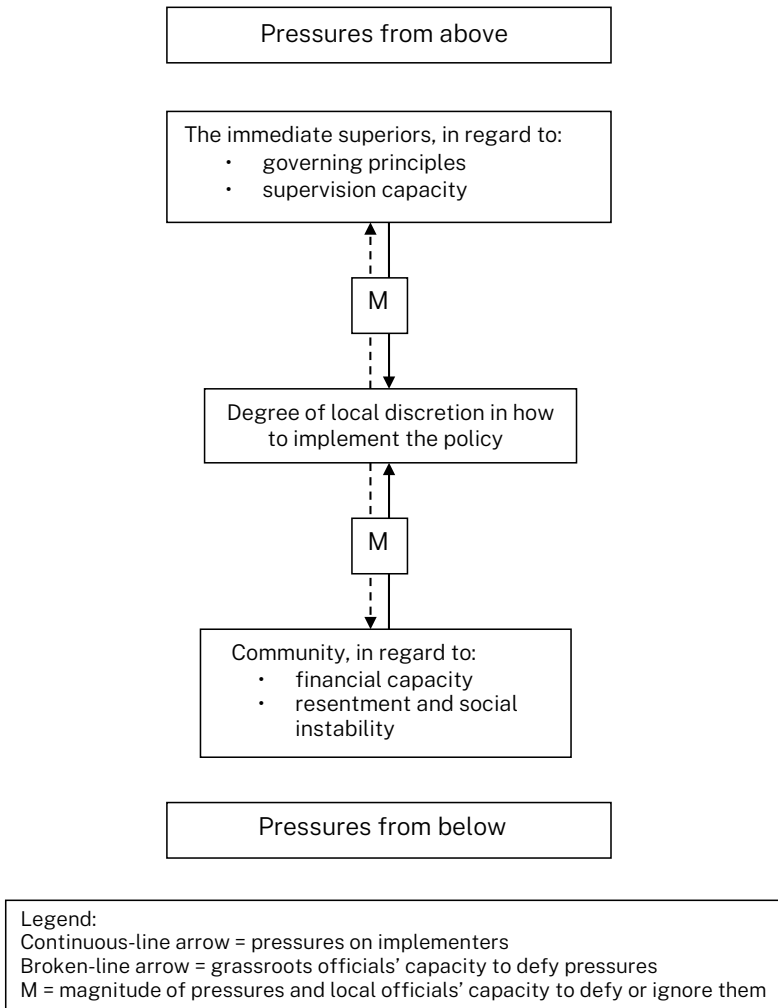 Pressures from above
The immediate superiors, in regard to:
· governing principles
· supervision capacity
M
Degree of local discretion in how
to implement the policy
M
Community, in regard to:
· financial capacity
· resentment and social
instability
Pressures from below
Legend:
Continuous-line arrow = pressures on implementers
Broken-line arrow = grassroots officials’ capacity to defy pressures
M = magnitude of pressures and local officials’ capacity to defy or ignore them